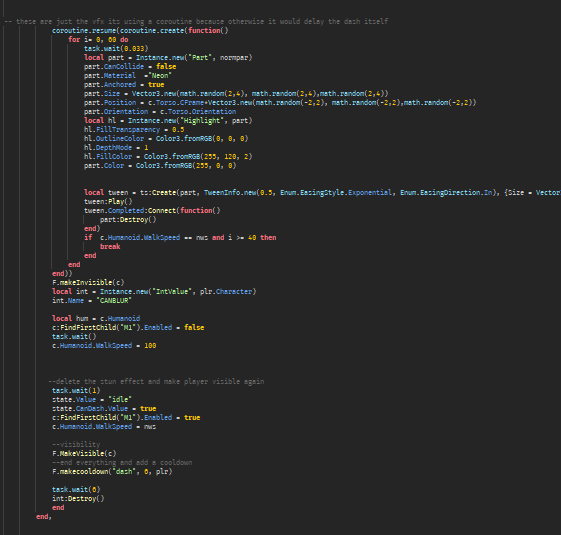 -- these are just the vfx its using a coroutine because otherwise it would delay the dash itself
coroutine.resume(coroutine.create(function()
for i= 0, 60 do
task.wait(0.033)
local part = Instance.new("Part", normpar)
part.CanCollide = false
part.Material ="Neon"
part.Anchored = true
part.Size = Vector3.new(math.random(2,4), math.random(2,4),math.random(2,4))
part.Position = c.Torso.CFrame+Vector3.new(math.random(-2,2), math.random(-2,2),math.random(-2,2))
part.Orientation = c.Torso.Orientation
local hl = Instance.new("Highlight", part)
hl.FillTransparency = 0.5
hl.OutlineColor = Color3.fromRGB(0, 0, 0)
hl.DepthMode = 1
hl.FillColor = Color3.fromRGB(255, 120, 2)
part.Color = Color3.fromRGB(255, 0, 0)
local tween = ts:Create(part, TweenInfo.new(0.5, Enum.EasingStyle.Exponential, Enum.EasingDirection.In), {Size = Vector
tween:Play()
tween.Completed:Connect(function()
part:Destroy()
end)
if c.Humanoid.WalkSpeed == nws and i >= 40 then
break
end
end
end))
F.makeInvisible(c)
local int = Instance.new("IntValue", plr.Character)
int.Name = "CANBLUR"
local hum = c.Humanoid
c:FindFirstChild("M1").Enabled = false
task.wait()
c.Humanoid.WalkSpeed = 100
--delete the stun effect and make player visible again
task.wait(1)
state.Value = "idle"
state.CanDash.Value = true
c:FindFirstChild("M1").Enabled = true
c.Humanoid.WalkSpeed = nws
--visibility
F.MakeVisible(c)
--end everything and add a cooldown
F.makecooldown("dash", 6, plr)
task.wait(6)
int:Destroy()
end
end,